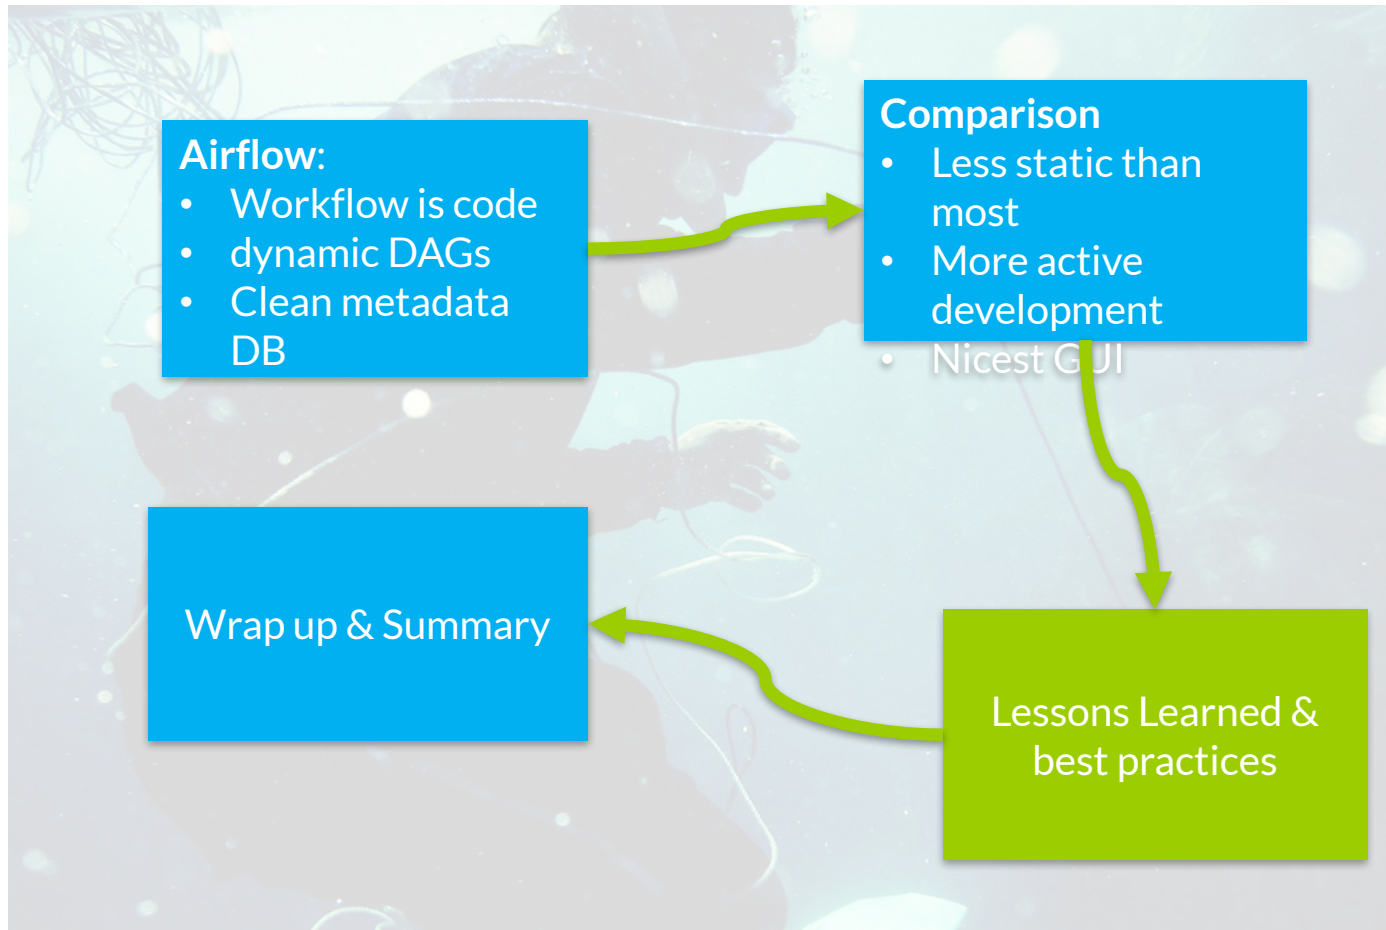 Airflow:
• Workflow is code
• dynamic DAGs
• Clean metadata
DB
Comparison
• Less static than
most
• More active
development
• Nicest GUI
Lessons Learned &
best practices
Wrap up & Summary